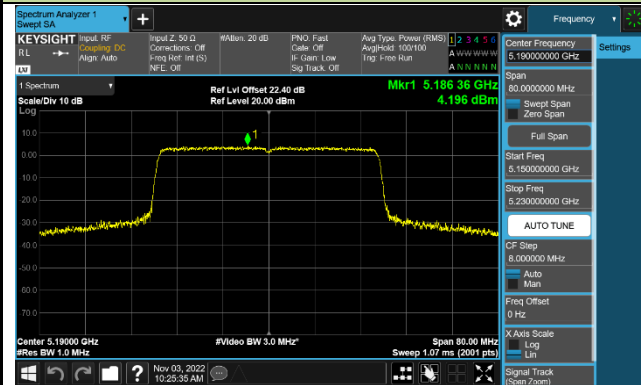 Spectrum Analyzer 1
Swept SA
+
Frequency
KEYSIGHT
RL
LXI
Input: RF
Coupling: DC
Align: Auto
Input Z: 50 Ω
Corrections: Off
Freq Ref: Int (S)
NFE: Off
#Atten: 20 dB
PNO: Fast
Gate: Off
IF Gain: Low
Sig Track: Off
Avg Type: Power (RMS)
Avg|Hold: 100/100
Trig: Free Run
1 2 3 4 5 6
A W W W W W
A N N N N N
1 Spectrum
Scale/Div 10 dB
Log
Ref Lvl Offset 22.40 dB
Ref Level 20.00 dBm
Mkr1 5.186 36 GHz
4.196 dBm
1
10.0
0.00
10.0
20.0
30.0
40.0
-50.0
60.0
70.0
Center 5.19000 GHz
#Res BW 1.0 MHz
#Video BW 3.0 MHz*
Span 80.00 MHz
Sweep 1.07 ms (2001 pts)
?
Nov 03, 2022
10:25:35 AM
Center Frequency
5.190000000 GHz
Span
80.0000000 MHz
Swept Span
Zero Span
Full Span
Start Freq
5.150000000 GHz
Stop Freq
5.230000000 GHz
AUTO TUNE
CF Step
8.000000 MHz
Auto
Man
Freq Offset
0 Hz
X Axis Scale
Log
Lin
Signal Track
(Span Zoom)
Settings